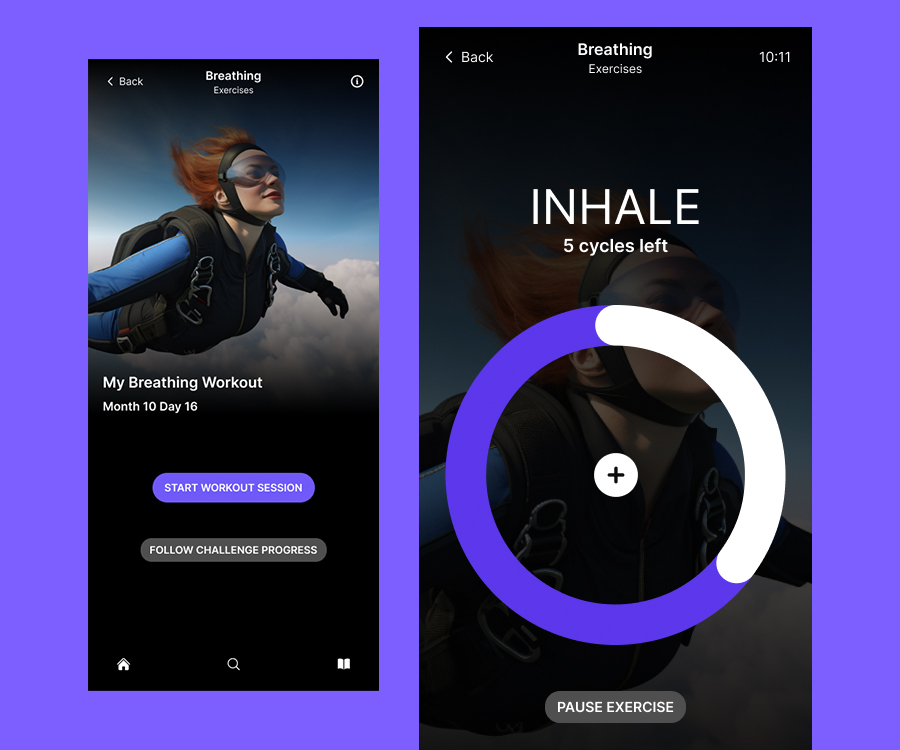 Back
Breathing
Exercises
My Breathing Workout
Month 10 Day 16
START WORKOUT SESSION
FOLLOW CHALLENGE PROGRESS
Back
Breathing
Exercises
10:11
INHALE
5 cycles left
PAUSE EXERCISE